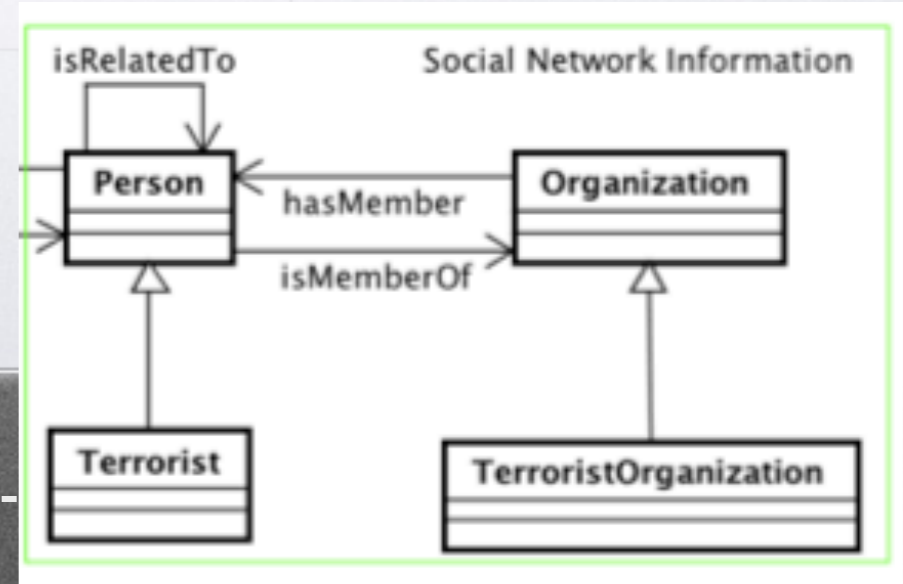 isRelatedTo
Social Network Information
Person
Organization
hasMember
isMemberOf
Terrorist
TerroristOrganization